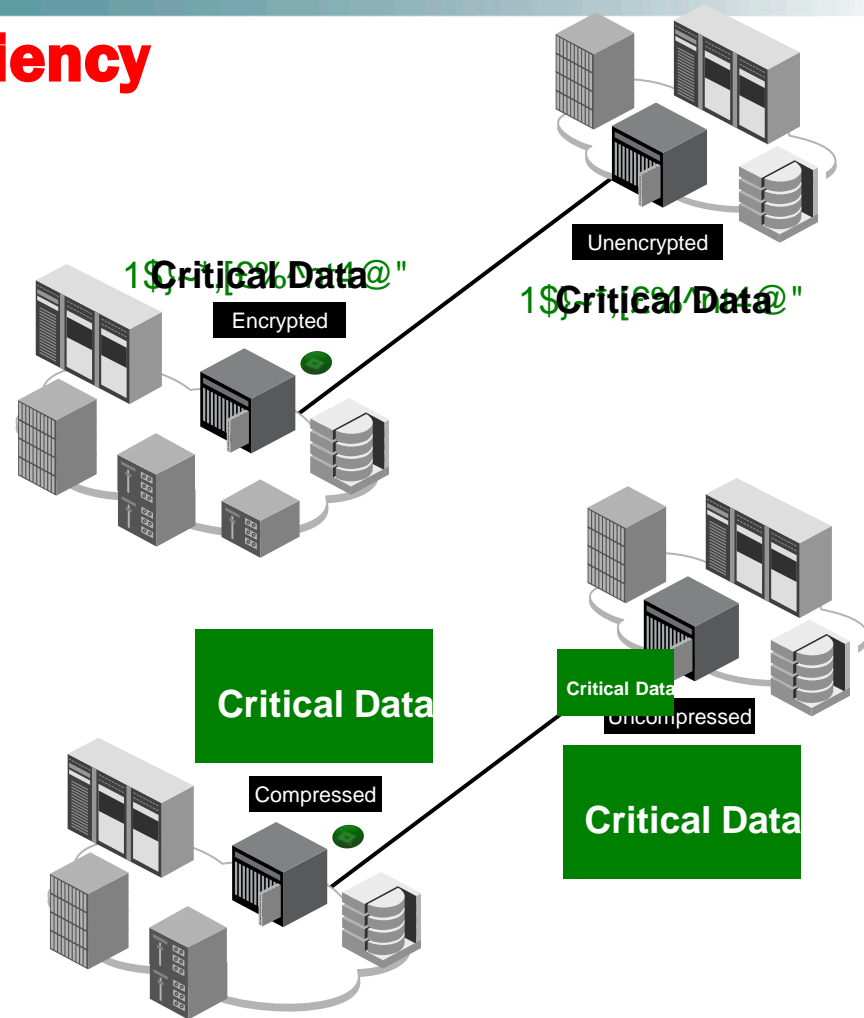 iency
Unencrypted
Critical Data
Encrypted
Critical Data
Critical Data
Critical Data
Uncompressed
Compressed
Critical Data